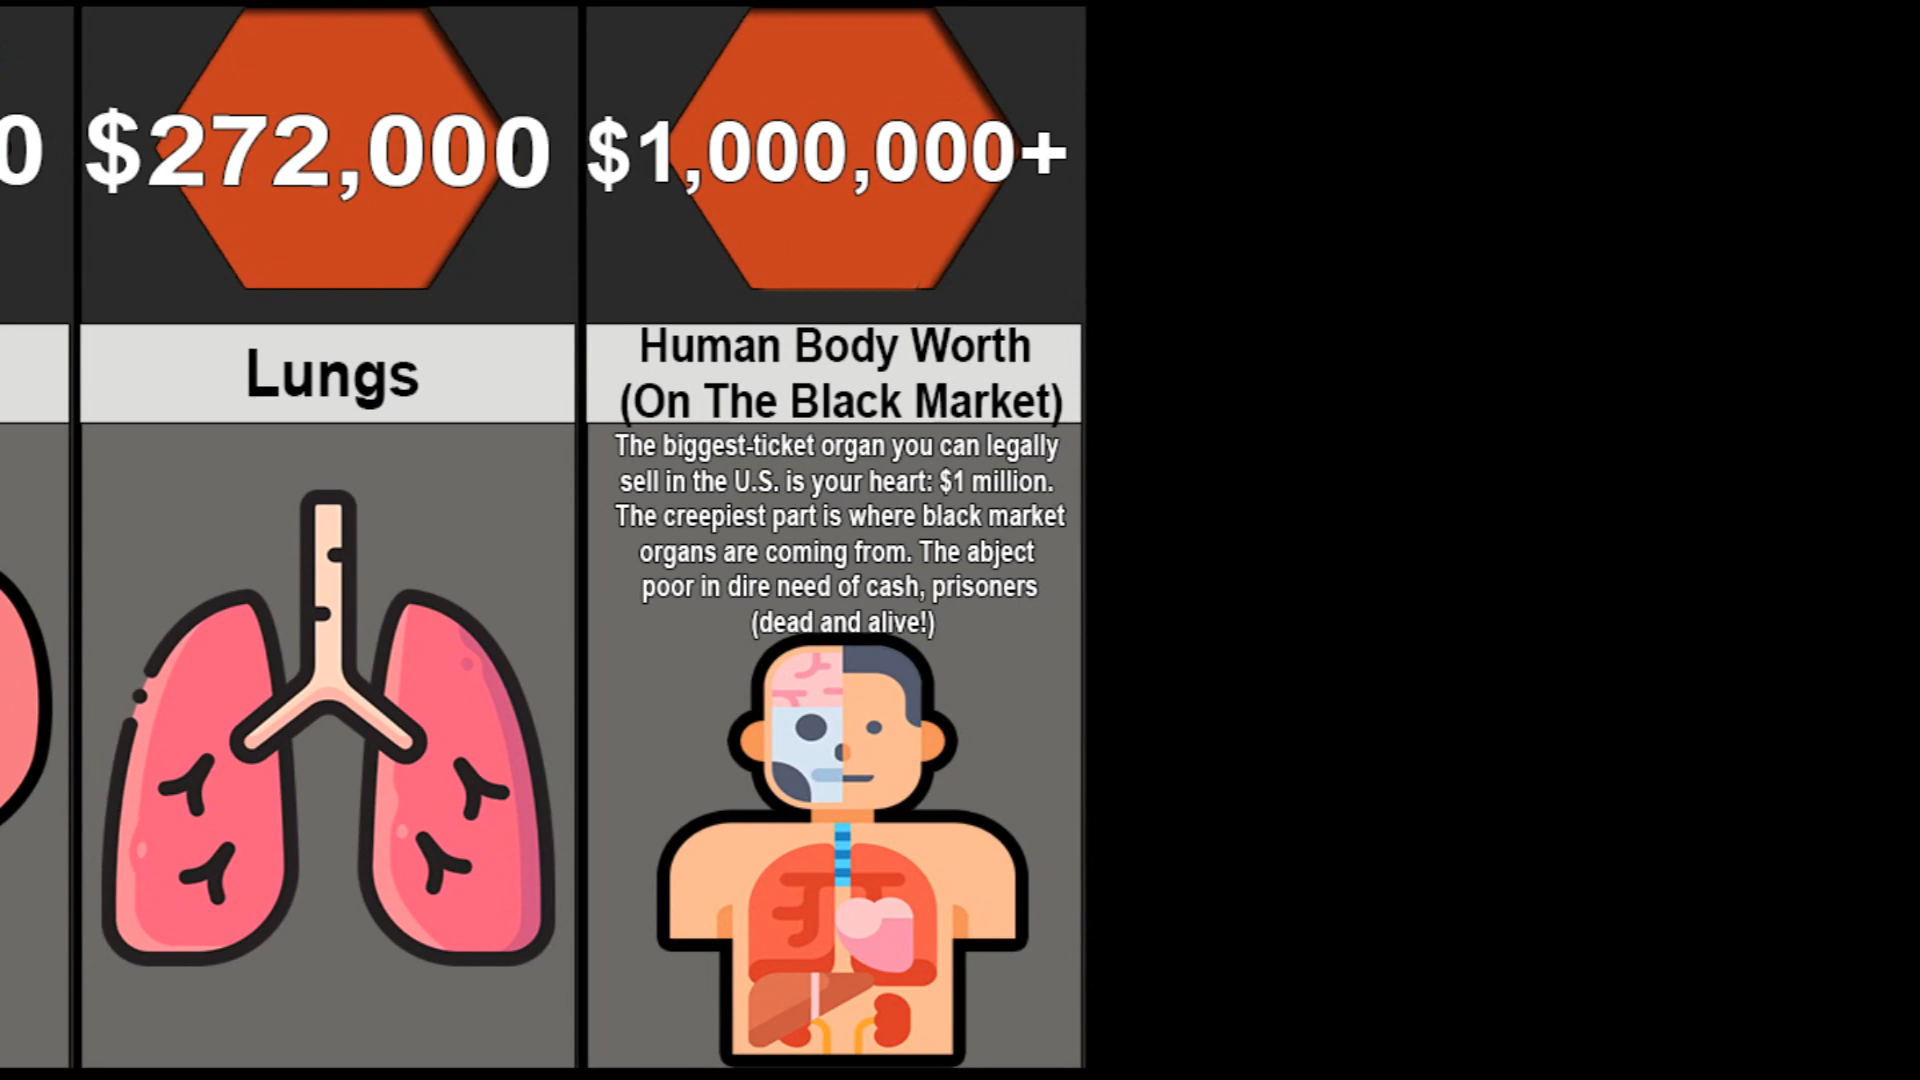 0
$272,000
$1,000,000+
Lungs
Human Body Worth
(On The Black Market)
The biggest-ticket organ you can legally
sell in the U.S. is your heart: $1 million.
The creepiest part is where black market
organs are coming from. The abject
poor in dire need of cash, prisoners
(dead and alive!)